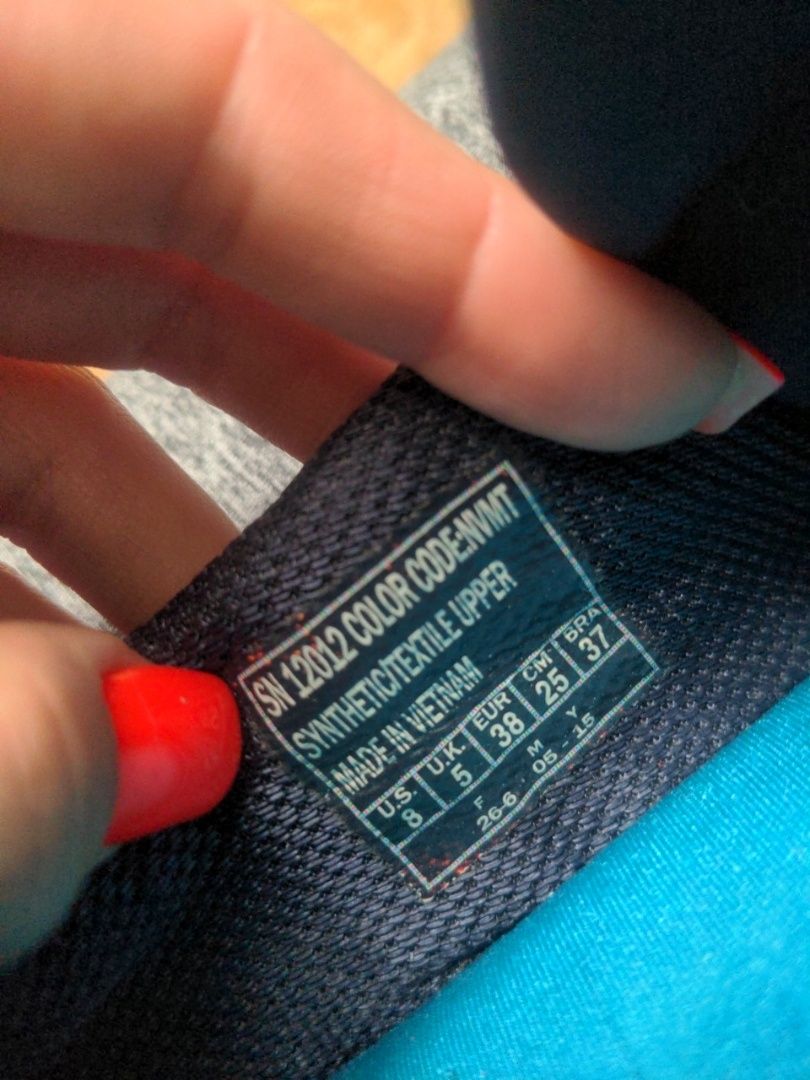 SN 12012 COLOR CODE:NVMT
SYNTHETIC/TEXTILE UPPER
MADE IN VIETNAM
U.S. U.K. EUR CM BRA
8 5 38 25 37
F M Y
26-6 05 - 15